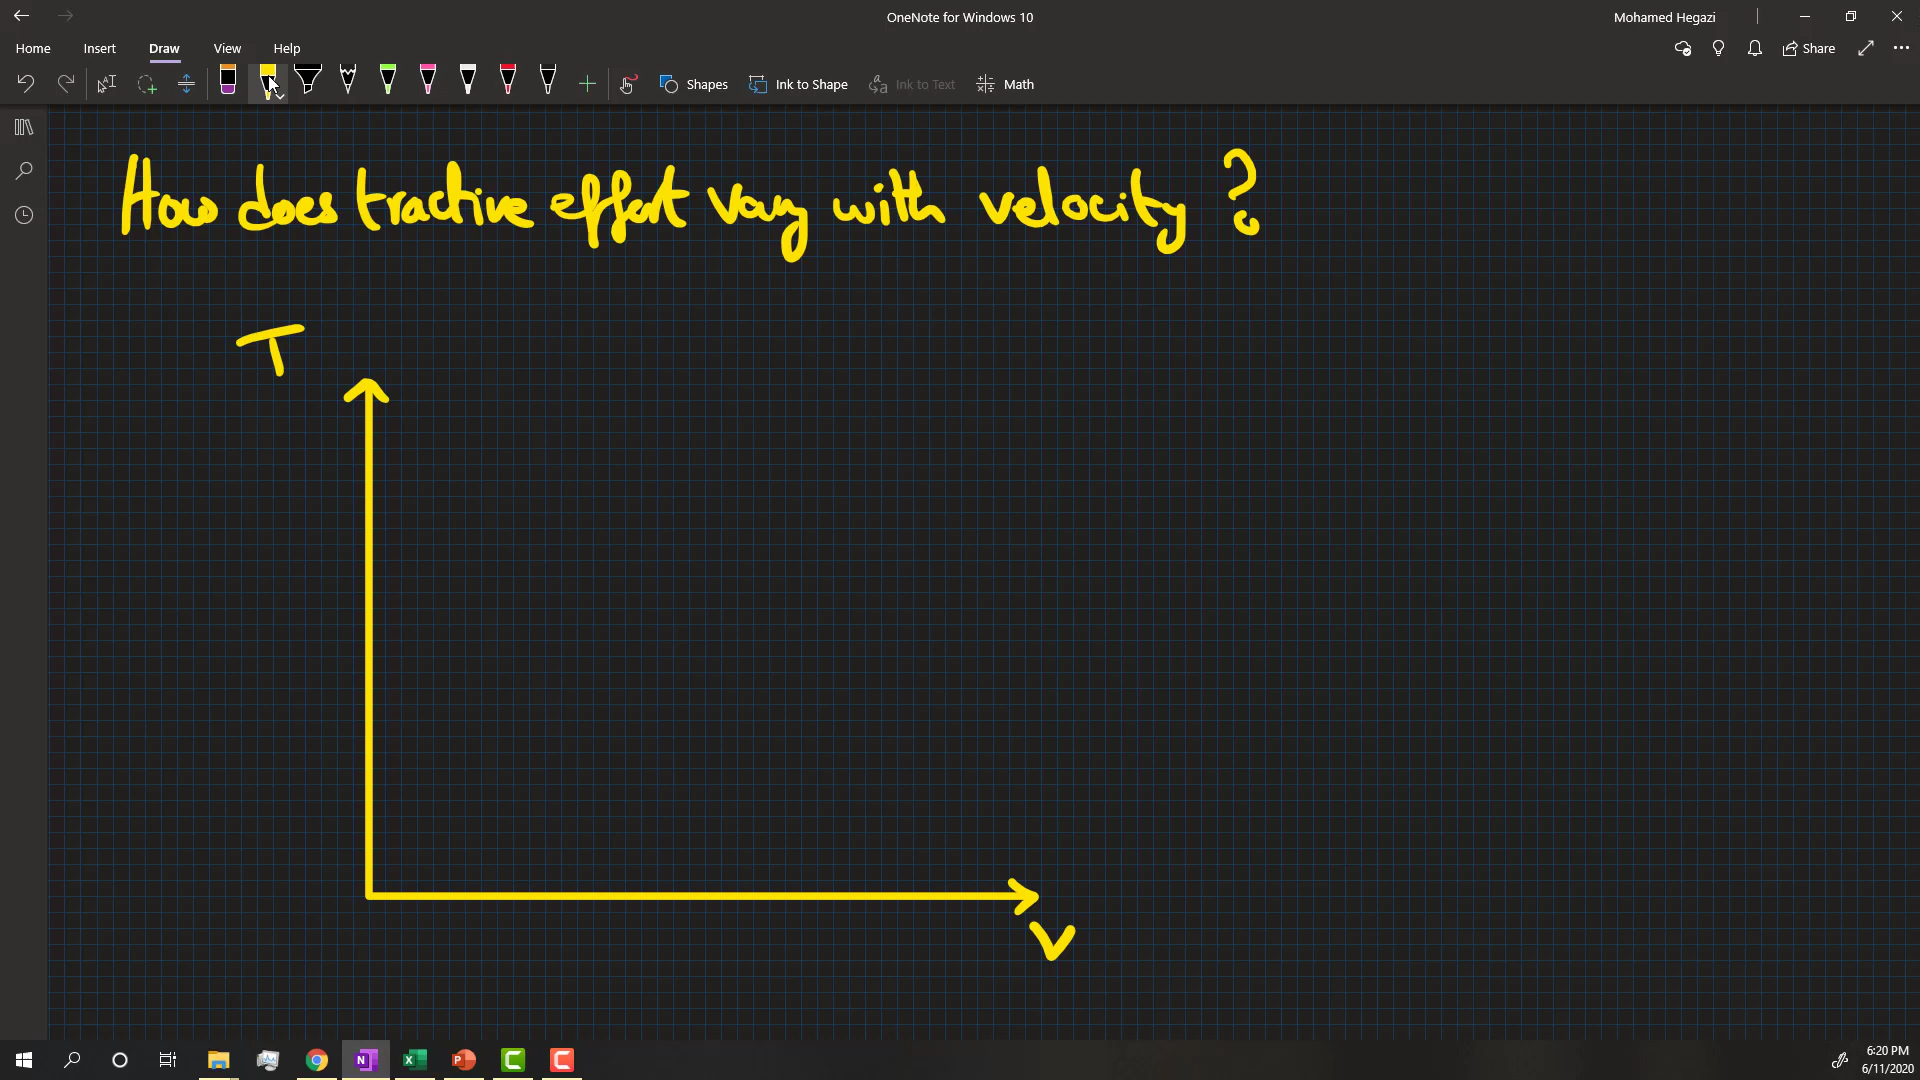 OneNote for Windows 10
Mohamed Hegazi
Home Insert Draw View Help
Share
Shapes Ink to Shape Ink to Text Math
How does tractive effort vary with velocity ?
T
V
6:20 PM
6/11/2020